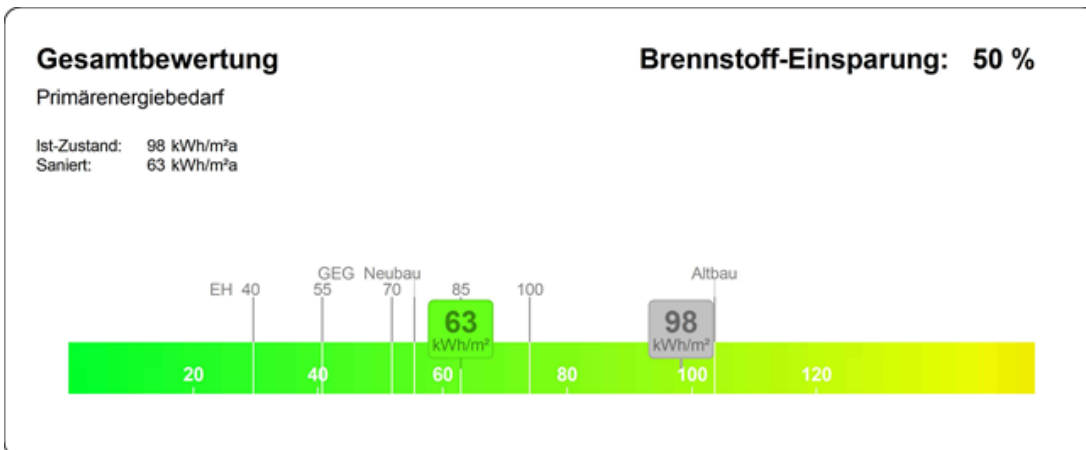 Gesamtbewertung
Brennstoff-Einsparung: 50 %
Primärenergiebedarf
Ist-Zustand: 98 kWh/m²a
Saniert: 63 kWh/m²a
GEG Neubau Altbau
EH 40 55 70 85 100
63 98
kWh/m² kWh/m²
20 40 60 80 100 120